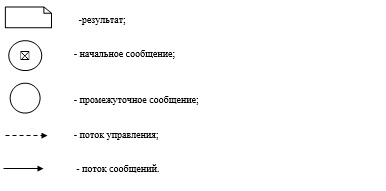 -результат;
- начальное сообщение;
- промежуточное сообщение;
- поток управления;
- поток сообщений.